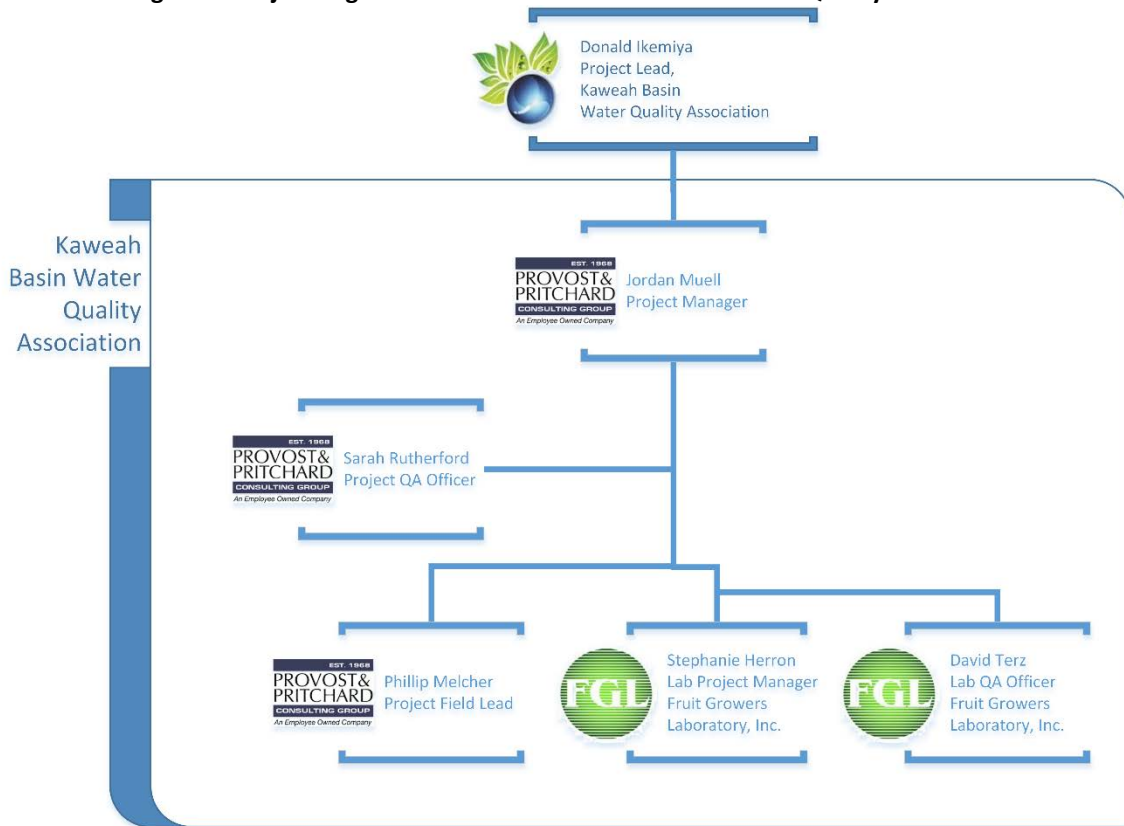 Donald Ikemiya
Project Lead,
Kaweah Basin
Water Quality Association
Kaweah
Basin Water
Quality
Association
EST. 1968
PROVOST&
PRITCHARD
CONSULTING GROUP
An Employee Owned Company
Jordan Muell
Project Manager
EST. 1968
PROVOST&
PRITCHARD
CONSULTING GROUP
An Employee Owned Company
Sarah Rutherford
Project QA Officer
EST. 1968
PROVOST&
PRITCHARD
CONSULTING GROUP
An Employee Owned Company
Phillip Melcher
Project Field Lead
FGL
Stephanie Herron
Lab Project Manager
Fruit Growers
Laboratory, Inc.
FGL
David Terz
Lab QA Officer
Fruit Growers
Laboratory, Inc.